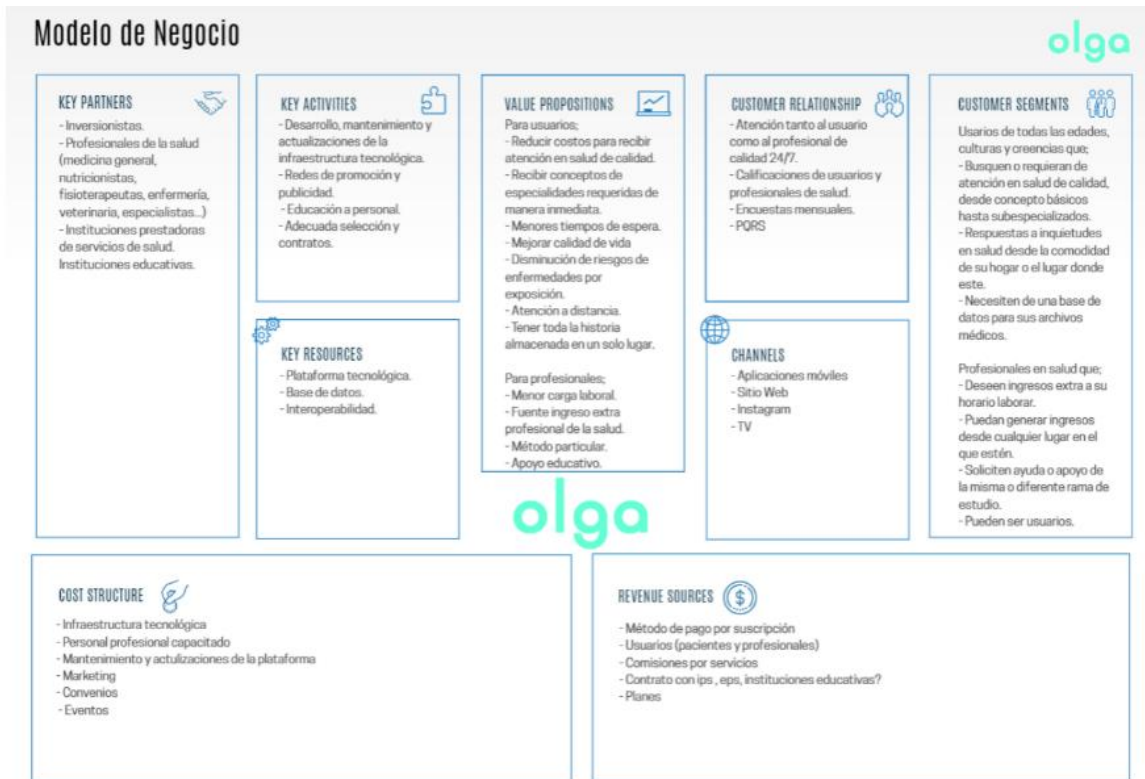 Modelo de Negocio
olga
KEY PARTNERS
- Inversionistas.
- Profesionales de la salud
(medicina general,
nutricionistas,
fisioterapeutas, enfermería,
veterinaria, especialistas...)
- Instituciones prestadoras
de servicios de salud.
Instituciones educativas.
KEY ACTIVITIES
- Desarrollo, mantenimiento y
actualizaciones de la
infraestructura tecnológica.
- Redes de promoción y
publicidad.
- Educación a personal.
- Adecuada selección y
contratos.
KEY RESOURCES
- Plataforma tecnológica.
- Base de datos.
- Interoperabilidad.
VALUE PROPOSITIONS
Para usuarios;
- Reducir costos para recibir
atención en salud de calidad.
- Recibir conceptos de
especialidades requeridas de
manera inmediata.
- Menores tiempos de espera.
- Mejorar calidad de vida
- Disminución de riesgos de
enfermedades por
exposición.
- Atención a distancia.
- Tener toda la historia
almacenada en un solo lugar.
Para profesionales;
- Menor carga laboral.
- Fuente ingreso extra
profesional de la salud.
- Método particular.
- Apoyo educativo.
olga
CUSTOMER RELATIONSHIP
- Atención tanto al usuario
como al profesional de
calidad 24/7.
- Calificaciones de usuarios y
profesionales de salud.
- Encuestas mensuales.
- PQRS
CHANNELS
- Aplicaciones móviles
- Sitio Web
- Instagram
- TV
CUSTOMER SEGMENTS
Usarios de todas las edades,
culturas y creencias que;
- Busquen o requieran de
atención en salud de calidad,
desde concepto básicos
hasta subespecializados.
- Respuestas a inquietudes
en salud desde la comodidad
de su hogar o el lugar donde
este.
- Necesiten de una base de
datos para sus archivos
médicos.
Profesionales en salud que;
- Deseen ingresos extra a su
horario laborar.
- Puedan generar ingresos
desde cualquier lugar en el
que estén.
- Soliciten ayuda o apoyo de
la misma o diferente rama de
estudio.
- Pueden ser usuarios.
COST STRUCTURE
- Infraestructura tecnológica
- Personal profesional capacitado
- Mantenimiento y actulizaciones de la plataforma
- Marketing
- Convenios
- Eventos
REVENUE SOURCES
- Método de pago por suscripción
- Usuarios (pacientes y profesionales)
- Comisiones por servicios
- Contrato con ips , eps, instituciones educativas?
- Planes